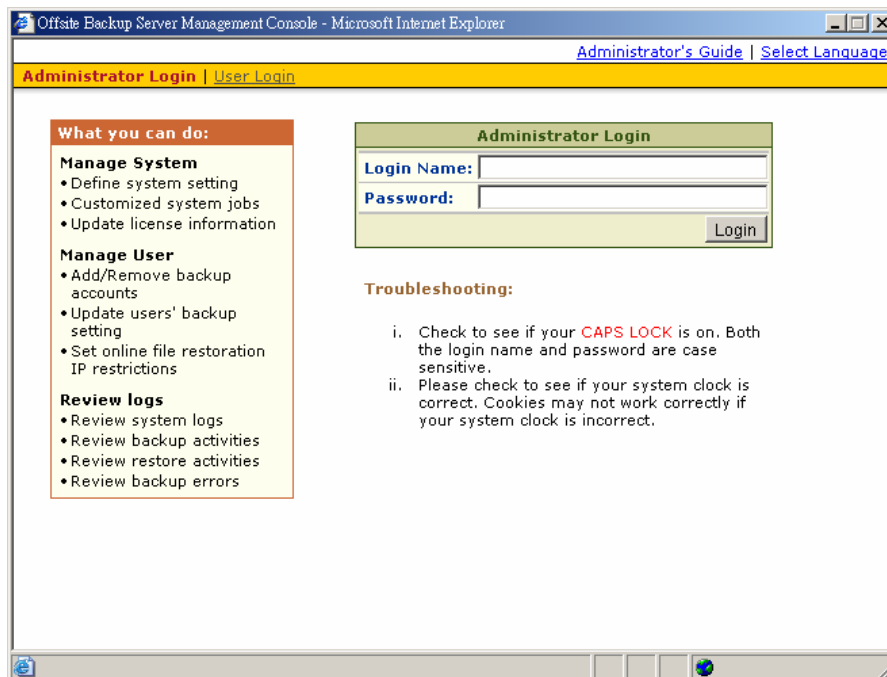 Offsite Backup Server Management Console - Microsoft Internet Explorer
Administrator's Guide | Select Language
Administrator Login | User Login
What you can do:
Manage System
• Define system setting
• Customized system jobs
• Update license information
Manage User
• Add/Remove backup
accounts
• Update users' backup
setting
• Set online file restoration
IP restrictions
Review logs
• Review system logs
• Review backup activities
• Review restore activities
• Review backup errors
Administrator Login
Login Name:
Password:
Login
Troubleshooting:
i. Check to see if your CAPS LOCK is on. Both
the login name and password are case
sensitive.
ii. Please check to see if your system clock is
correct. Cookies may not work correctly if
your system clock is incorrect.